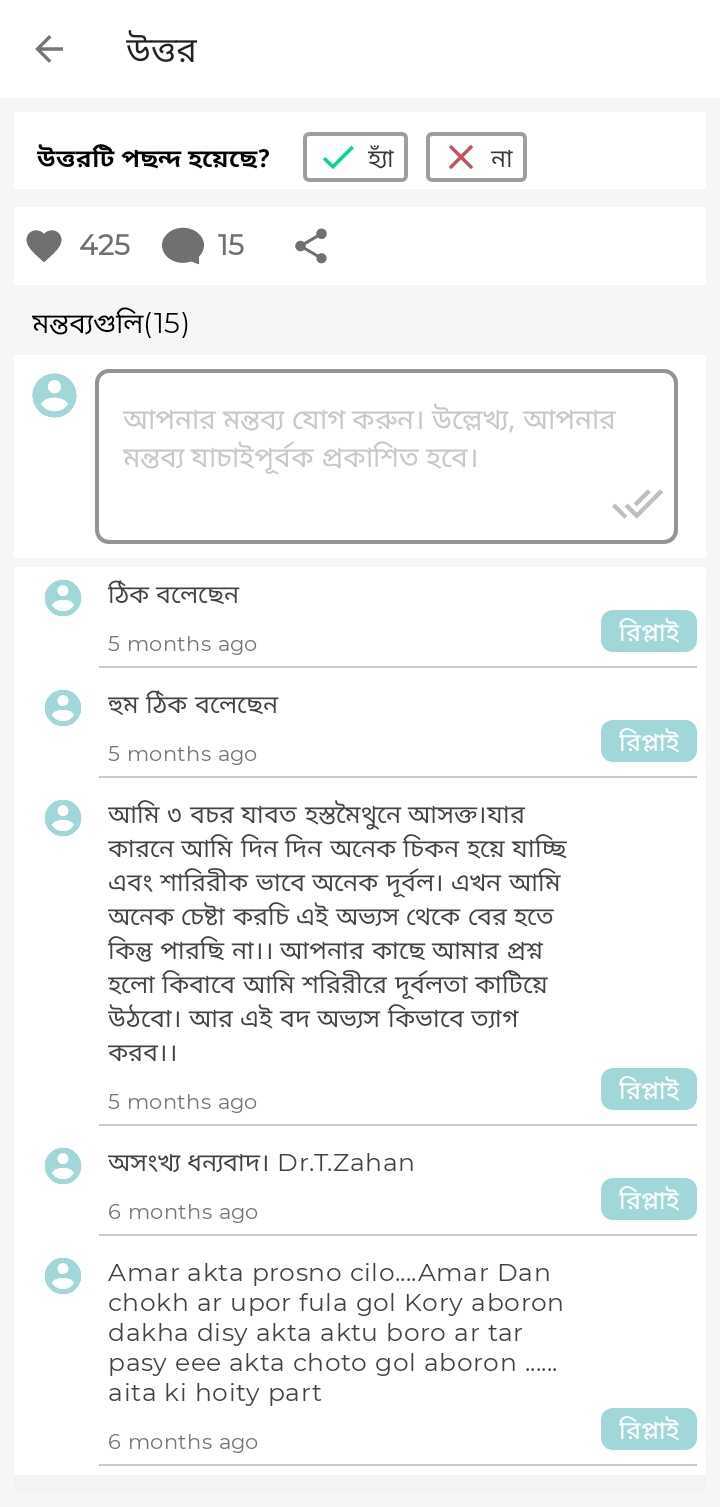 উত্তর
উত্তরটি পছন্দ হয়েছে?
হ্যাঁ
না
425
15
মন্তব্যগুলি(15)
আপনার মন্তব্য যোগ করুন। উল্লেখ্য, আপনার
মন্তব্য যাচাইপূর্বক প্রকাশিত হবে।
ঠিক বলেছেন
5 months ago
রিপ্লাই
হুম ঠিক বলেছেন
5 months ago
রিপ্লাই
আমি ৩ বচর যাবত হস্তমৈথুনে আসক্ত।যার
কারনে আমি দিন দিন অনেক চিকন হয়ে যাচ্ছি
এবং শারিরীক ভাবে অনেক দূর্বল। এখন আমি
অনেক চেষ্টা করচি এই অভ্যস থেকে বের হতে
কিন্তু পারছি না।। আপনার কাছে আমার প্রশ্ন
হলো কিবাবে আমি শরিরীরে দূর্বলতা কাটিয়ে
উঠবো। আর এই বদ অভ্যস কিভাবে ত্যাগ
করব।।
5 months ago
রিপ্লাই
অসংখ্য ধন্যবাদ। Dr.T.Zahan
6 months ago
রিপ্লাই
Amar akta prosno cilo....Amar Dan
chokh ar upor fula gol Kory aboron
dakha disy akta aktu boro ar tar
pasy eee akta choto gol aboron ......
aita ki hoity part
6 months ago
রিপ্লাই